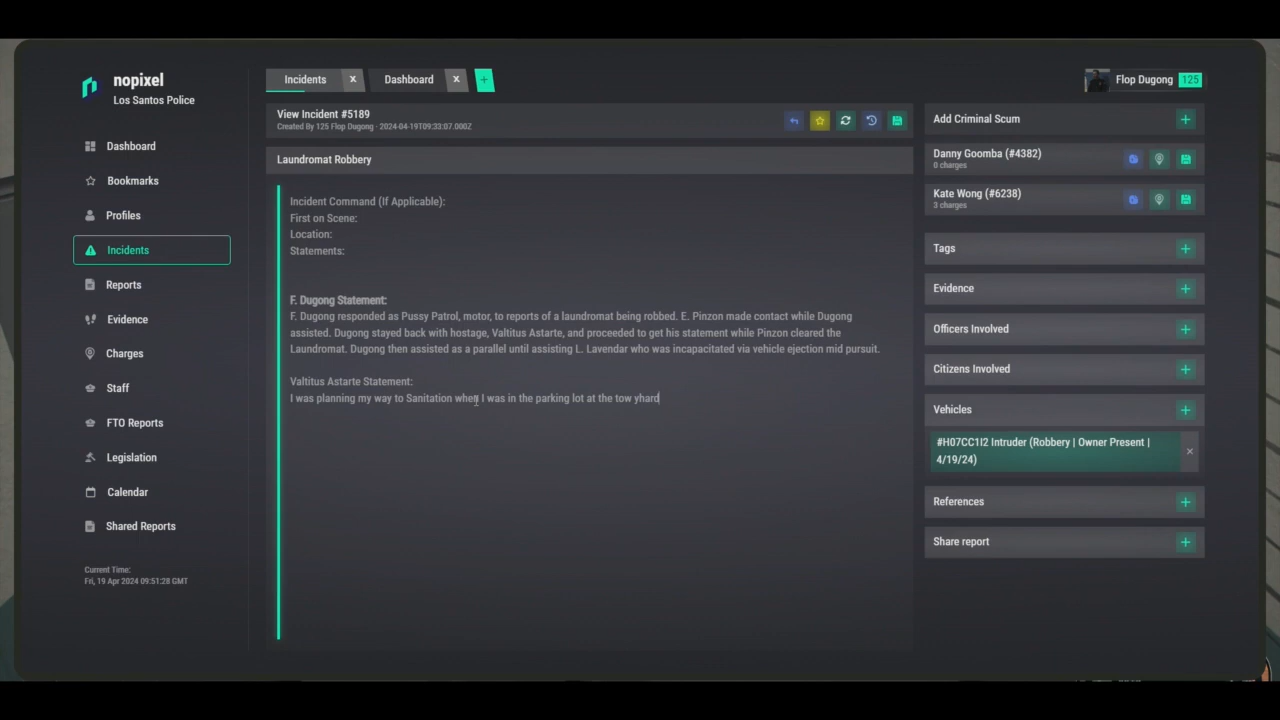 nopixel
Los Santos Police
Dashboard
Bookmarks
Profiles
Incidents
Reports
Evidence
Charges
Staff
FTO Reports
Legislation
Calendar
Shared Reports
Current Time:
Fri, 19 Apr 2024 09:51:28 GMT
Incidents x
Dashboard x
+
View Incident #5189
Created By 125 Flop Dugong · 2024-04-19T09:33:07.000Z
Laundromat Robbery
Incident Command (If Applicable):
First on Scene:
Location:
Statements:
F. Dugong Statement:
F. Dugong responded as Pussy Patrol, motor, to reports of a laundromat being robbed. E. Pinzon made contact while Dugong
assisted. Dugong stayed back with hostage, Valtitus Astarte, and proceeded to get his statement while Pinzon cleared the
Laundromat. Dugong then assisted as a parallel until assisting L. Lavendar who was incapacitated via vehicle ejection mid pursuit.
Valtitus Astarte Statement:
I was planning my way to Sanitation when I was in the parking lot at the tow yhard
Flop Dugong 125
Add Criminal Scum +
Danny Goomba (#4382)
0 charges
Kate Wong (#6238)
3 charges
Tags +
Evidence +
Officers Involved +
Citizens Involved +
Vehicles +
#H07CC1I2 Intruder (Robbery | Owner Present |
4/19/24) x
References +
Share report +